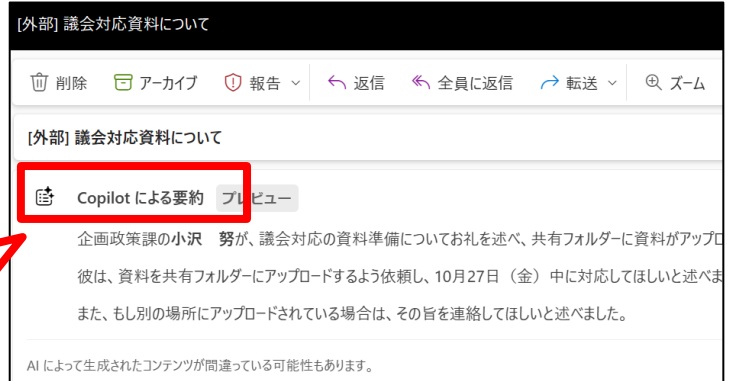 [外部] 議会対応資料について
削除 アーカイブ 報告 返信 全員に返信 転送 ズーム
[外部] 議会対応資料について
Copilot による要約 プレビュー
企画政策課の小沢 努が、議会対応の資料準備についてお礼を述べ、共有フォルダーに資料がアップロ
彼は、資料を共有フォルダーにアップロードするよう依頼し、10月27日（金）中に対応してほしいと述べま
また、もし別の場所にアップロードされている場合は、その旨を連絡してほしいと述べました。
AI によって生成されたコンテンツが間違っている可能性もあります。